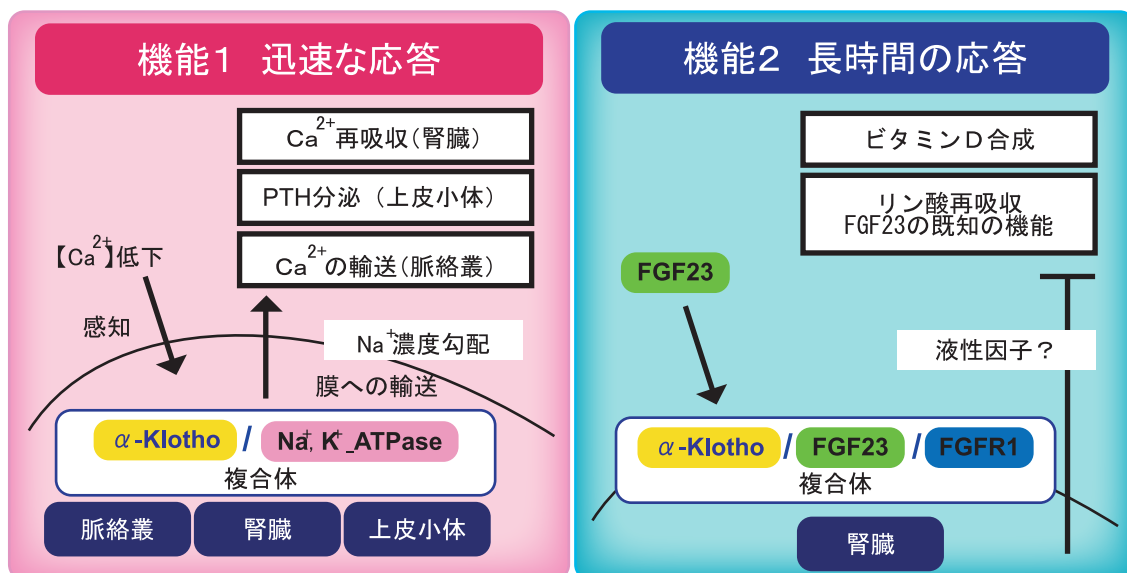 機能1 迅速な応答
Ca2+再吸収(腎臓)
PTH分泌 (上皮小体)
Ca2+の輸送(脈絡叢)
【Ca2+】低下
感知
Na+濃度勾配
膜への輸送
α-Klotho / Na+, K+_ATPase
複合体
脈絡叢 腎臓 上皮小体
機能2 長時間の応答
ビタミンD合成
リン酸再吸収
FGF23の既知の機能
FGF23
液性因子?
α-Klotho / FGF23 / FGFR1
複合体
腎臓